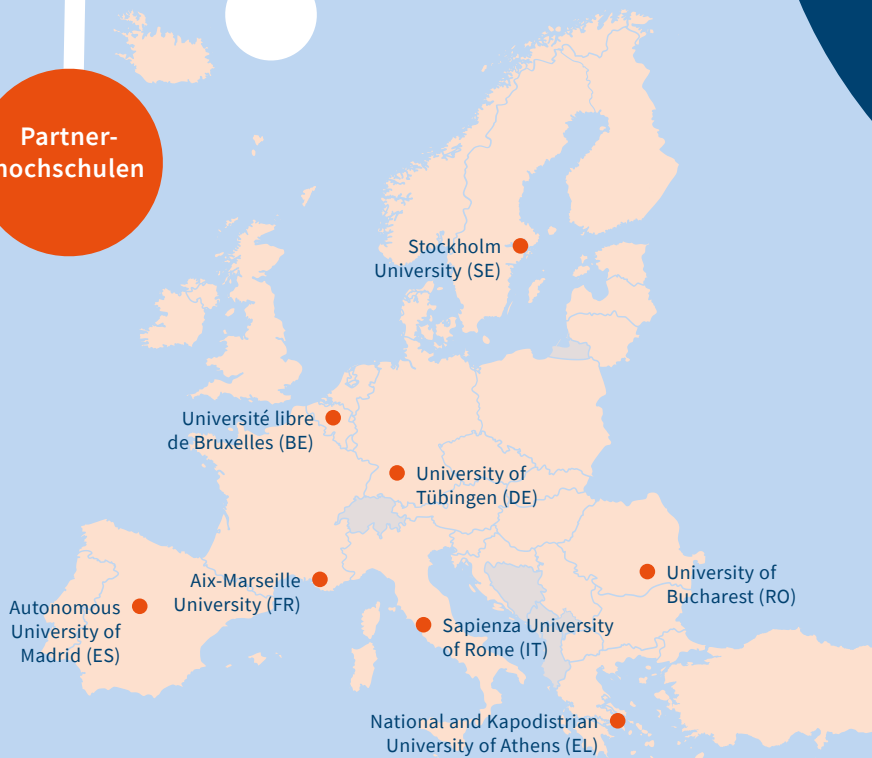 Partner-
hochschulen
Stockholm
University (SE)
Université libre
de Bruxelles (BE)
University of
Tübingen (DE)
Aix-Marseille
University (FR)
University of
Bucharest (RO)
Autonomous
University of
Madrid (ES)
Sapienza University
of Rome (IT)
National and Kapodistrian
University of Athens (EL)